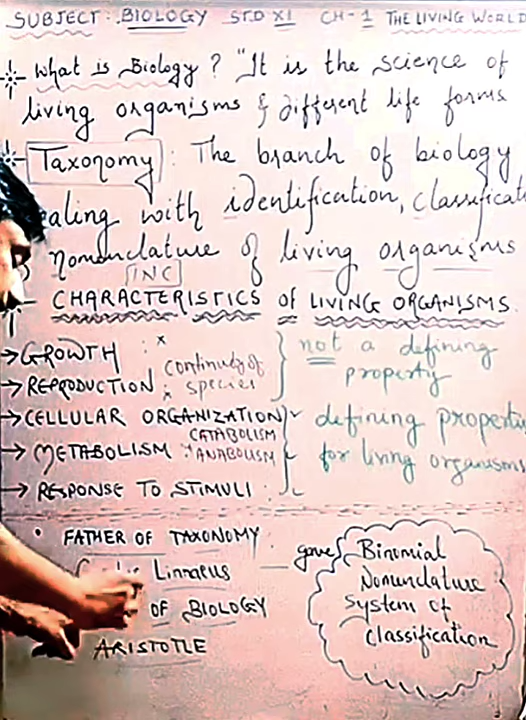 SUBJECT: BIOLOGY STD XI CH-1 THE LIVING WORLD
What is Biology? "It is the science of
living organisms & different life forms
Taxonomy: The branch of biology
ealing with identification, Classificat
nomenclature of living organisms
INC
CHARACTERISTICS of LIVING ORGANISMS.
→ GROWTH : x
continuity of
not a defining
→ REPRODUCTION : x species
property
→ CELLULAR ORGANIZATION
defining property
CATABOLISM
→ METABOLISM : ANABOLISM
for living organisms
→ RESPONSE TO STIMULI :
• FATHER OF TAXONOMY
Linnaeus — gave
Binomial
Nomenclature
OF BIOLOGY
System of
Classification
ARISTOTLE